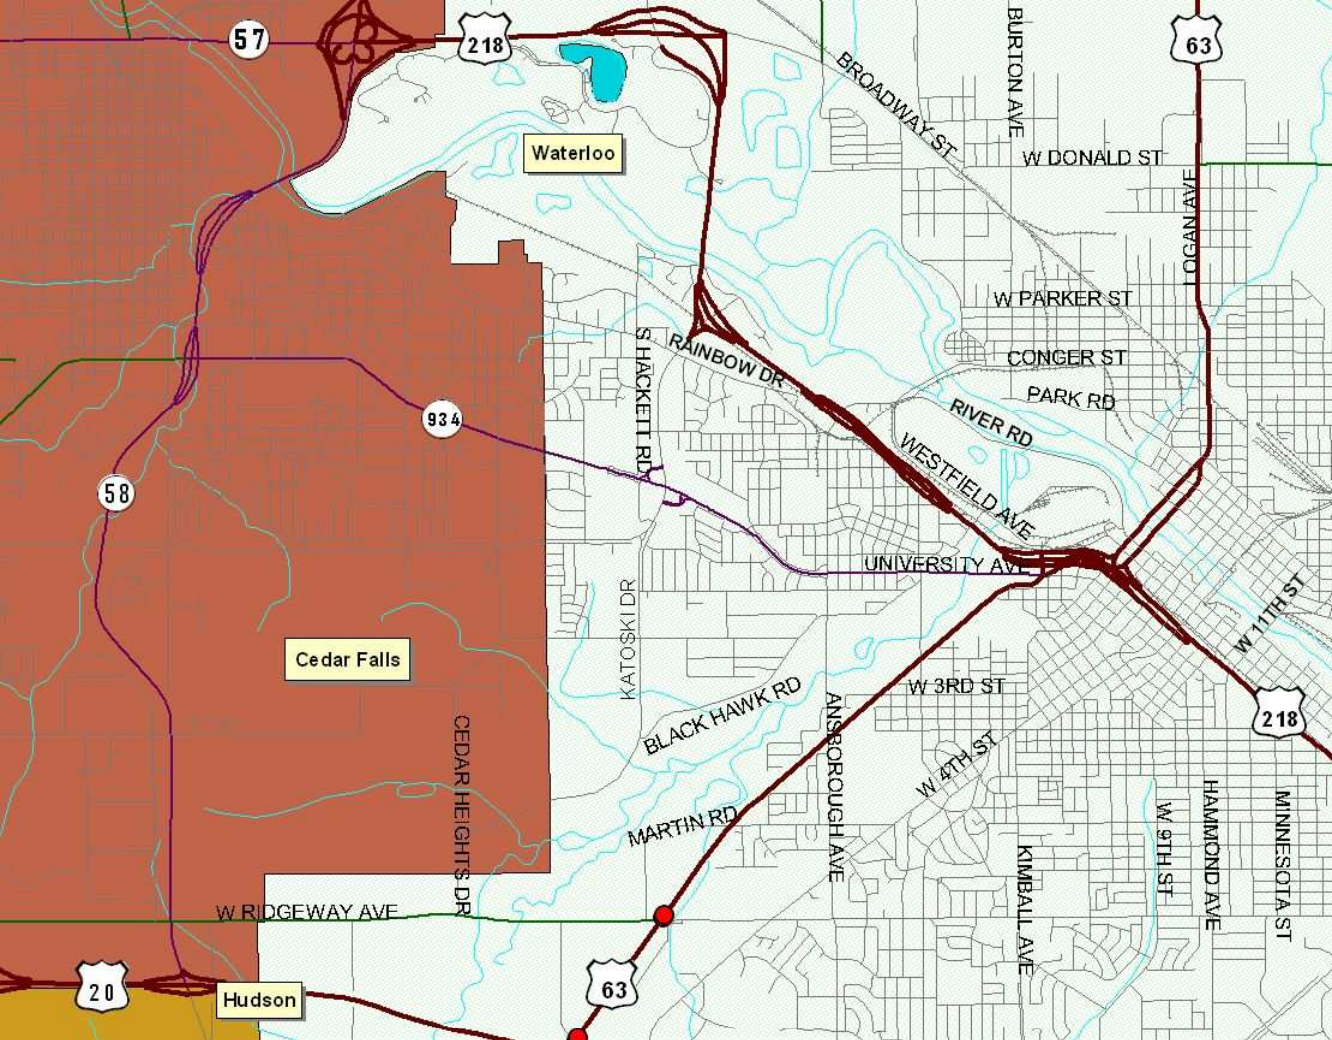 57
218
63
BURTON AVE
BROADWAY ST
Waterloo
W DONALD ST
LOGAN AVE
W PARKER ST
S HACKETT RD
RAINBOW DR
CONGER ST
PARK RD
934
RIVER RD
WESTFIELD AVE
58
UNIVERSITY AVE
W 11TH ST
KATOSKI DR
Cedar Falls
W 3RD ST
BLACK HAWK RD
218
CEDAR HEIGHTS DR
ANSBOROUGH AVE
W 4TH ST
MARTIN RD
W 9TH ST
HAMMOND AVE
MINNESOTA ST
KIMBALL AVE
W RIDGEWAY AVE
20
Hudson
63